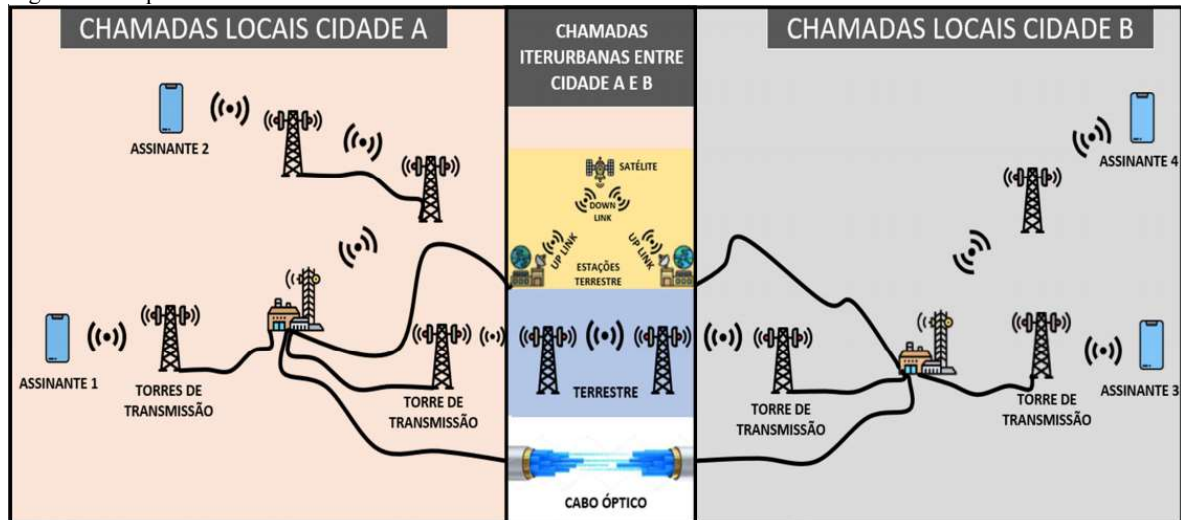 CHAMADAS LOCAIS CIDADE A
ASSINANTE 2
ASSINANTE 1
TORRES DE
TRANSMISSÃO
TORRE DE
TRANSMISSÃO
CHAMADAS
ITERURBANAS ENTRE
CIDADE A E B
SATÉLITE
DOWN
LINK
UP LINK
UP LINK
ESTAÇÕES
TERRESTRE
TERRESTRE
CABO ÓPTICO
CHAMADAS LOCAIS CIDADE B
ASSINANTE 4
TORRE DE
TRANSMISSÃO
TORRE DE
TRANSMISSÃO
ASSINANTE 3